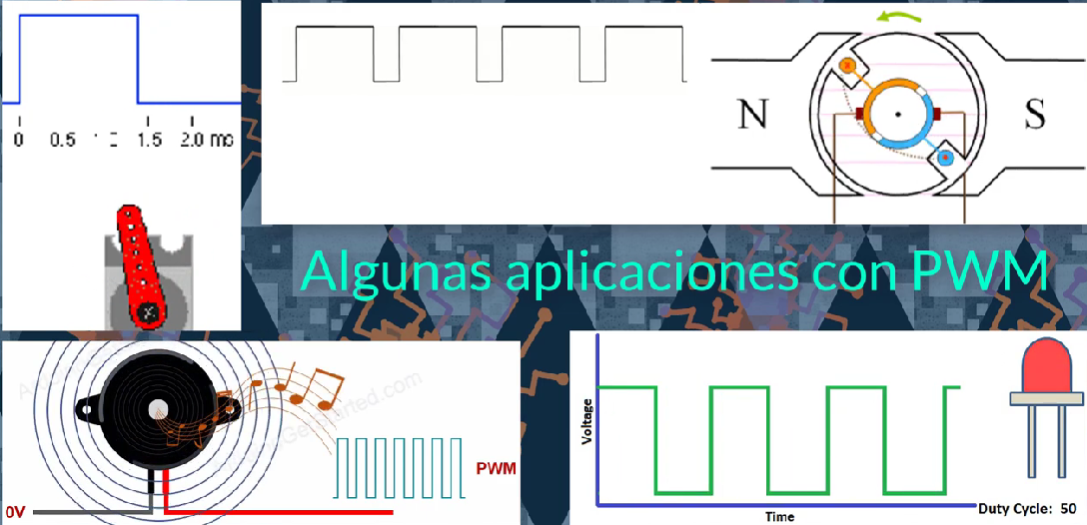 0 0.5 1.5 2.0 ms
N S
Algunas aplicaciones con PWM
PWM
0V
Voltage
Time
Duty Cycle: 50